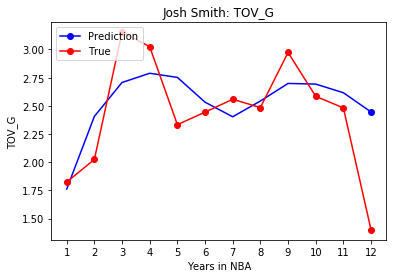 Josh Smith: TOV_G
Prediction
True
TOV_G
3.00
2.75
2.50
2.25
2.00
1.75
1.50
1 2 3 4 5 6 7 8 9 10 11 12
Years in NBA